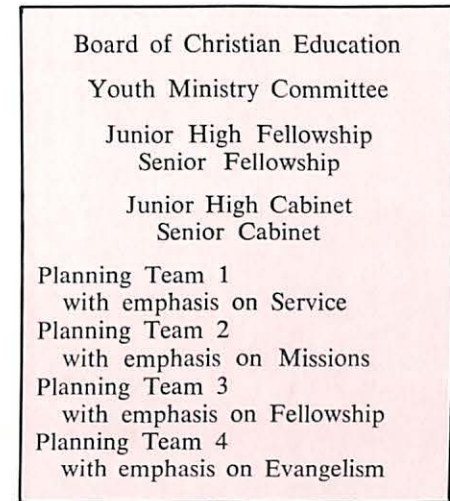 Board of Christian Education
Youth Ministry Committee
Junior High Fellowship
Senior Fellowship
Junior High Cabinet
Senior Cabinet
Planning Team 1
with emphasis on Service
Planning Team 2
with emphasis on Missions
Planning Team 3
with emphasis on Fellowship
Planning Team 4
with emphasis on Evangelism